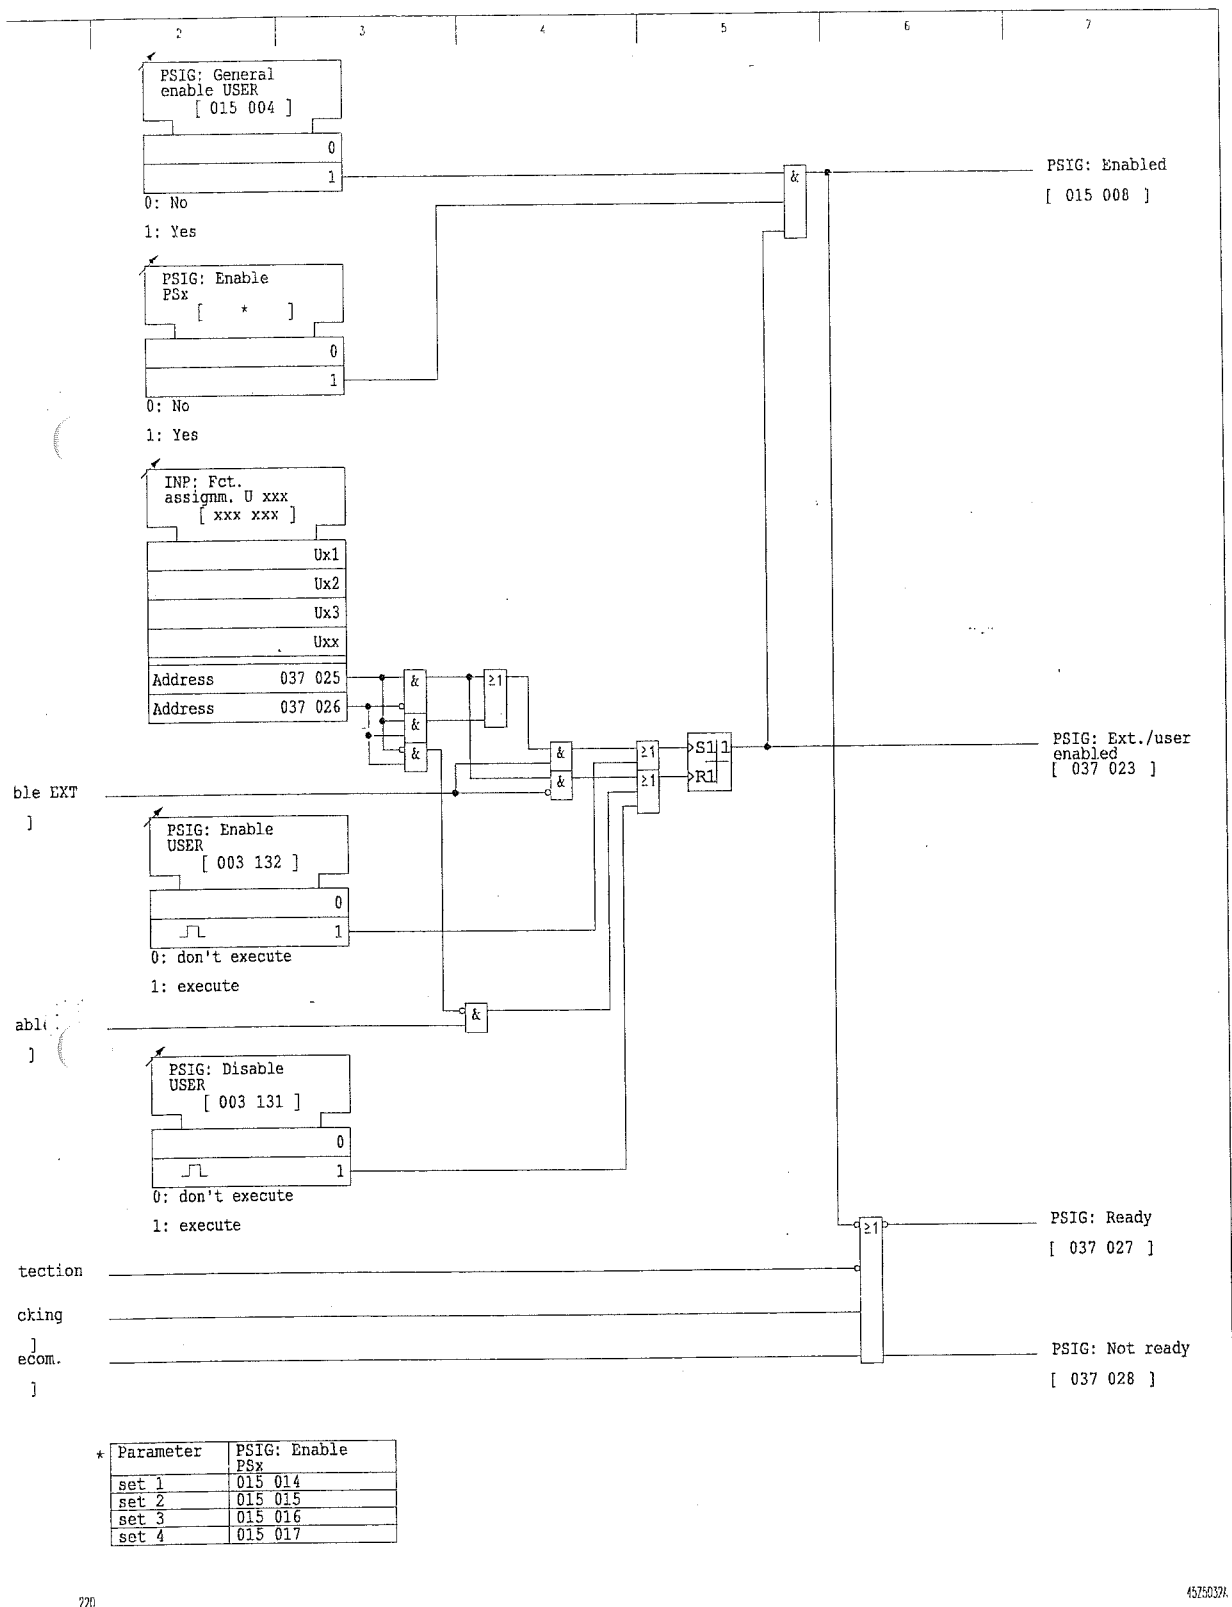 2 3 4 5 6 7
PSIG: General
enable USER
[ 015 004 ]
0
1
0: No
1: Yes
&
PSIG: Enabled
[ 015 008 ]
PSIG: Enable
PSx
[ * ]
0
1
0: No
1: Yes
INP: Fct.
assignm. U xxx
[ xxx xxx ]
Ux1
Ux2
Ux3
Uxx
Address 037 025
Address 037 026
&
&
&
≥1
&
&
≥1
≥1
S1 1
R1
PSIG: Ext./user
enabled
[ 037 023 ]
ble EXT
]
PSIG: Enable
USER
[ 003 132 ]
0
1
0: don't execute
1: execute
&
]
PSIG: Disable
USER
[ 003 131 ]
0
1
0: don't execute
1: execute
≥1
PSIG: Ready
[ 037 027 ]
tection
cking
]
ecom.
]
PSIG: Not ready
[ 037 028 ]
* Parameter PSIG: Enable
PSx
set 1 015 014
set 2 015 015
set 3 015 016
set 4 015 017
220